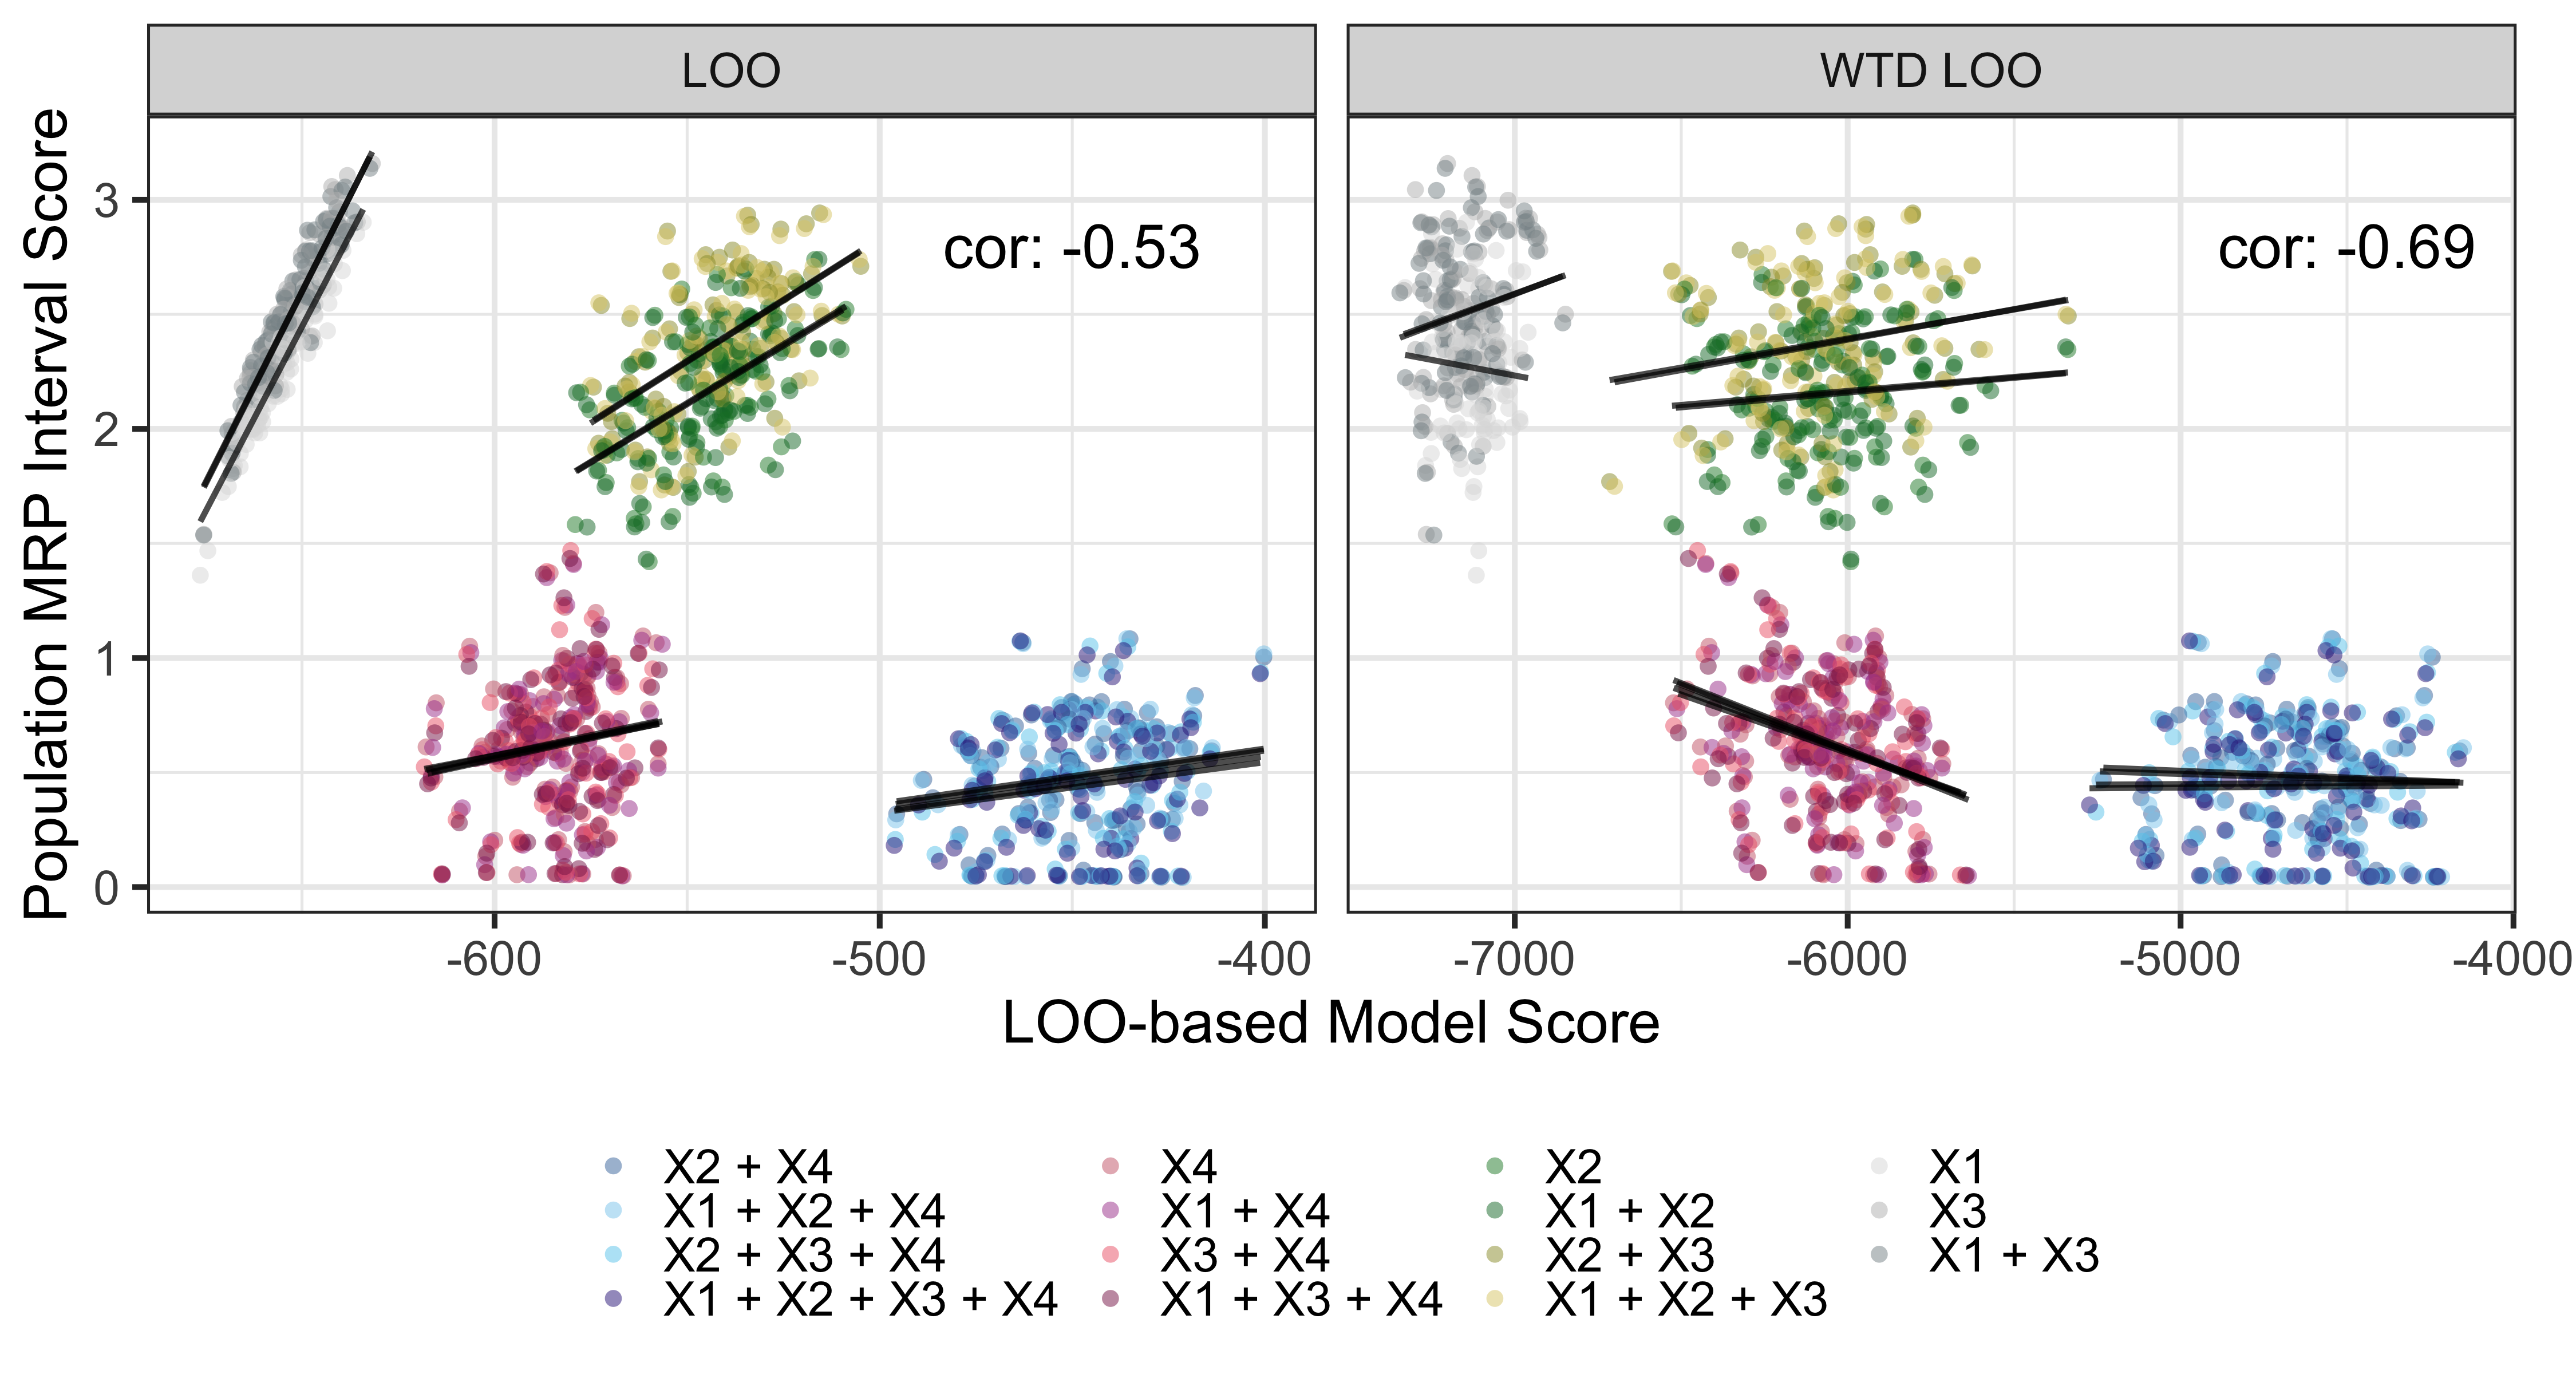 LOO
WTD LOO
Population MRP Interval Score
3
2
1
0
cor: -0.53
cor: -0.69
-600
-500
-400
-7000
-6000
-5000
-4000
LOO-based Model Score
X2 + X4
X1 + X2 + X4
X2 + X3 + X4
X1 + X2 + X3 + X4
X4
X1 + X4
X3 + X4
X1 + X3 + X4
X2
X1 + X2
X2 + X3
X1 + X2 + X3
X1
X3
X1 + X3